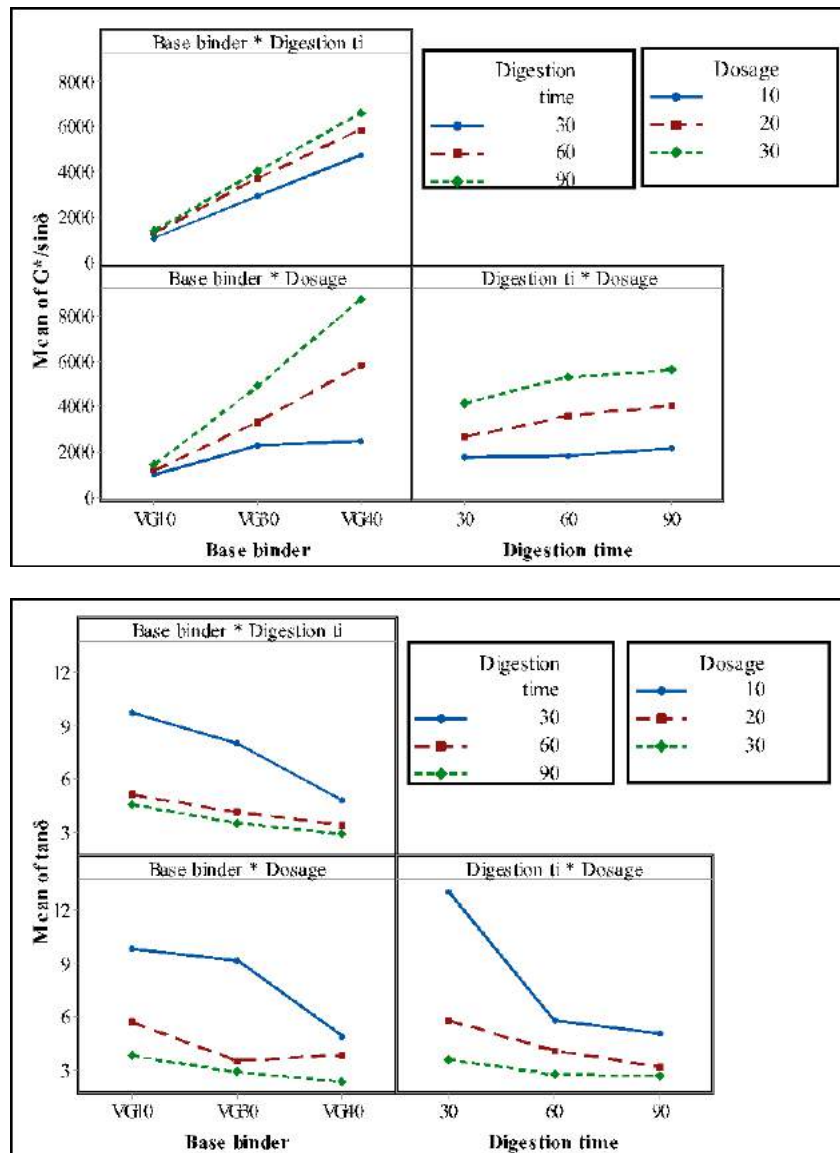 Base binder * Digestion ti
Digestion
time
30
60
90
Dosage
10
20
30
8000
6000
4000
2000
0
Mean of G*/sinδ
Base binder * Dosage
Digestion ti * Dosage
8000
6000
4000
2000
0
VG10
VG30
VG40
30
60
90
Base binder
Digestion time
Base binder * Digestion ti
Digestion
time
30
60
90
Dosage
10
20
30
12
9
6
3
Mean of tanδ
Base binder * Dosage
Digestion ti * Dosage
12
9
6
3
VG10
VG30
VG40
30
60
90
Base binder
Digestion time